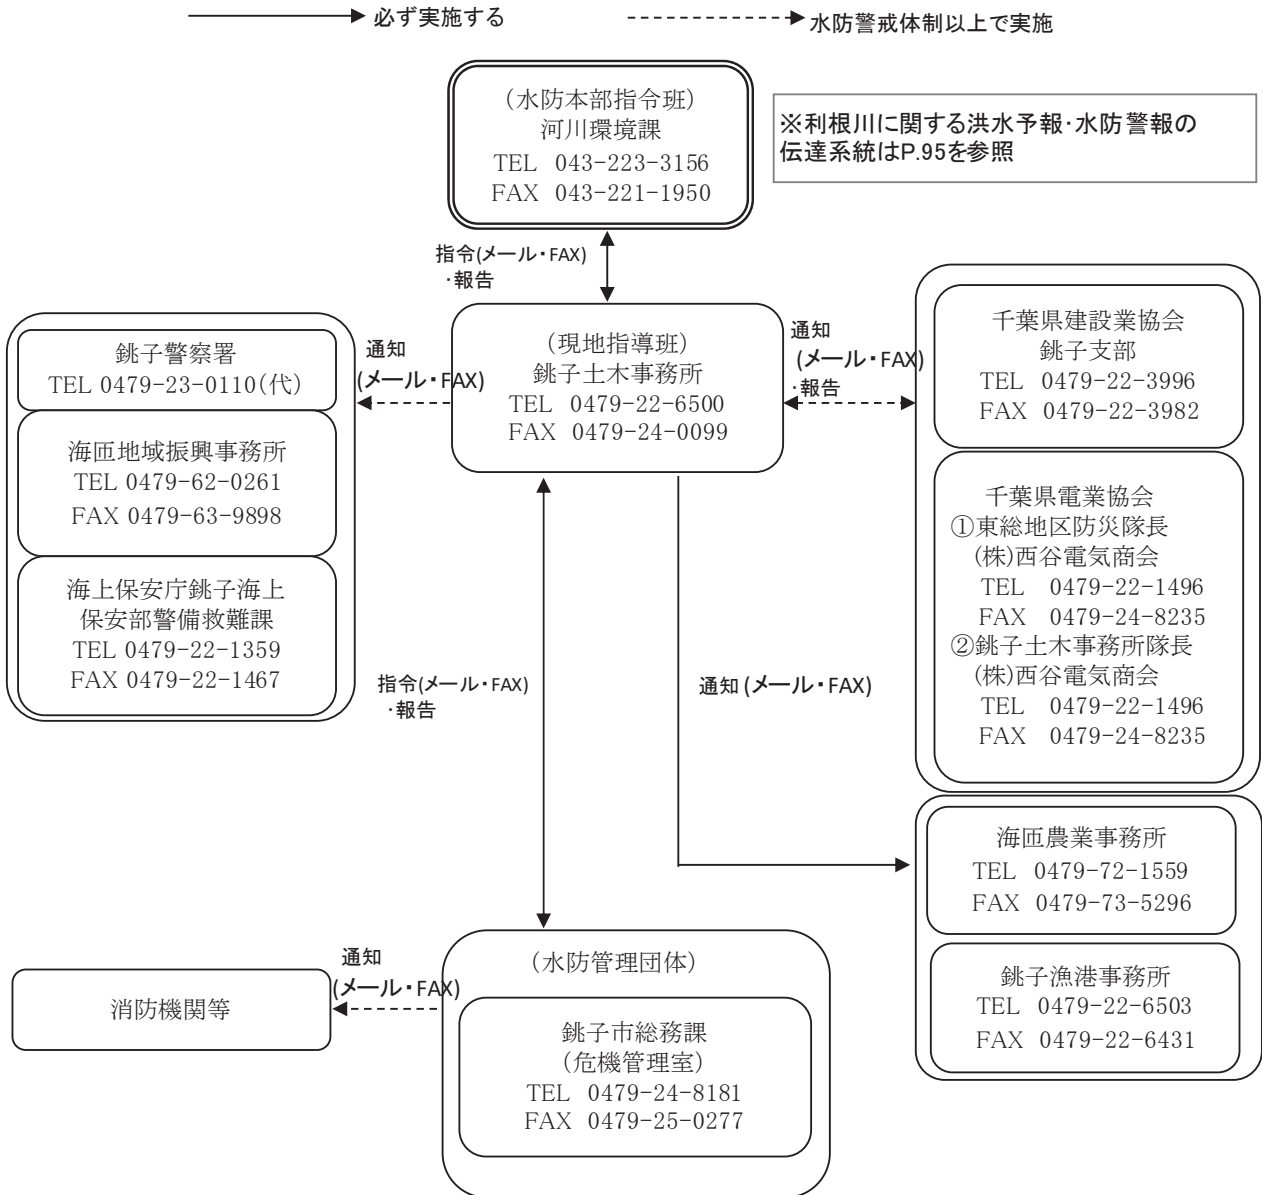 必ず実施する
水防警戒体制以上で実施
(水防本部指令班)
河川環境課
TEL 043-223-3156
FAX 043-221-1950
※利根川に関する洪水予報・水防警報の
伝達系統はP.95を参照
指令(メール・FAX)
・報告
(現地指導班)
銚子土木事務所
TEL 0479-22-6500
FAX 0479-24-0099
通知
(メール・FAX)
銚子警察署
TEL 0479-23-0110(代)
海匝地域振興事務所
TEL 0479-62-0261
FAX 0479-63-9898
海上保安庁銚子海上
保安部警備救難課
TEL 0479-22-1359
FAX 0479-22-1467
通知
(メール・FAX)
・報告
千葉県建設業協会
銚子支部
TEL 0479-22-3996
FAX 0479-22-3982
千葉県電業協会
①東総地区防災隊長
(株)西谷電気商会
TEL 0479-22-1496
FAX 0479-24-8235
②銚子土木事務所隊長
(株)西谷電気商会
TEL 0479-22-1496
FAX 0479-24-8235
指令(メール・FAX)
・報告
通知(メール・FAX)
海匝農業事務所
TEL 0479-72-1559
FAX 0479-73-5296
銚子漁港事務所
TEL 0479-22-6503
FAX 0479-22-6431
(水防管理団体)
銚子市総務課
(危機管理室)
TEL 0479-24-8181
FAX 0479-25-0277
通知
(メール・FAX)
消防機関等